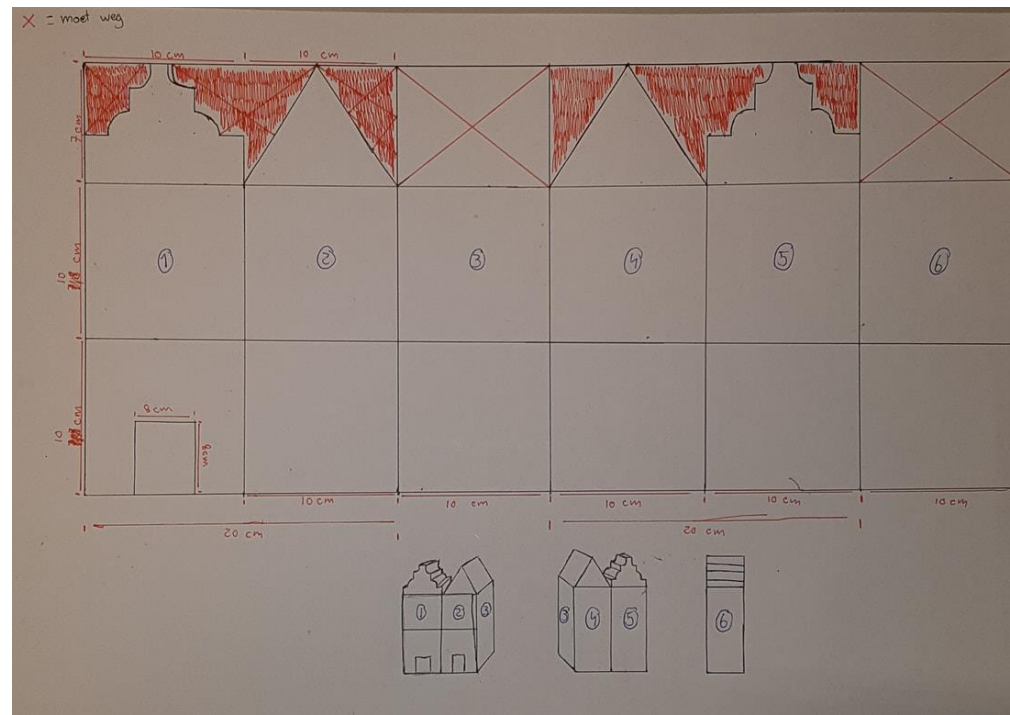 X = moet weg
10 cm 10 cm
7 cm
① ② ③ ④ ⑤ ⑥
10 cm
10 cm
8 cm
10 cm 10 cm 10 cm 10 cm 10 cm
20 cm 20 cm
① ② ③ ③ ④ ⑤ ⑥